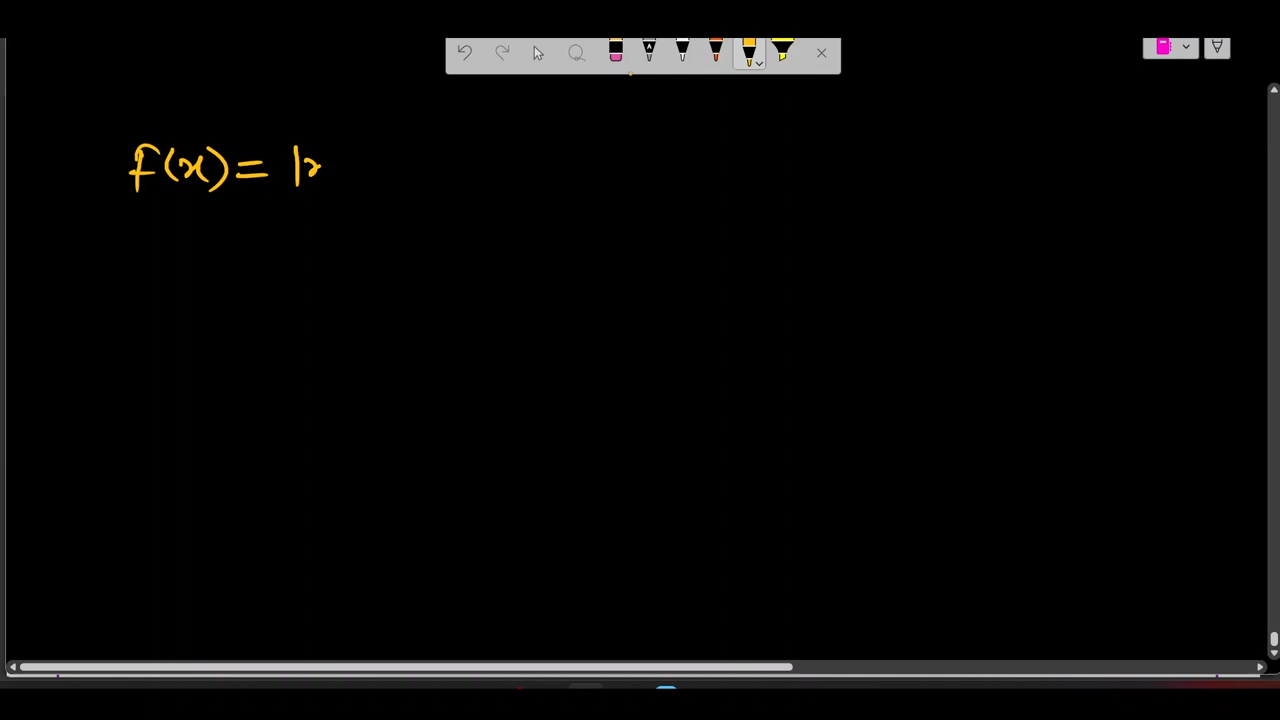 f(x) = |x